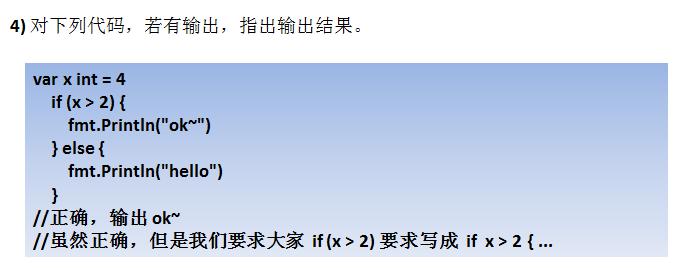 4) 对下列代码，若有输出，指出输出结果。
var x int = 4
if (x > 2) {
fmt.Println("ok~")
} else {
fmt.Println("hello")
}
//正确，输出 ok~
//虽然正确，但是我们要求大家 if (x > 2) 要求写成 if x > 2 { ...